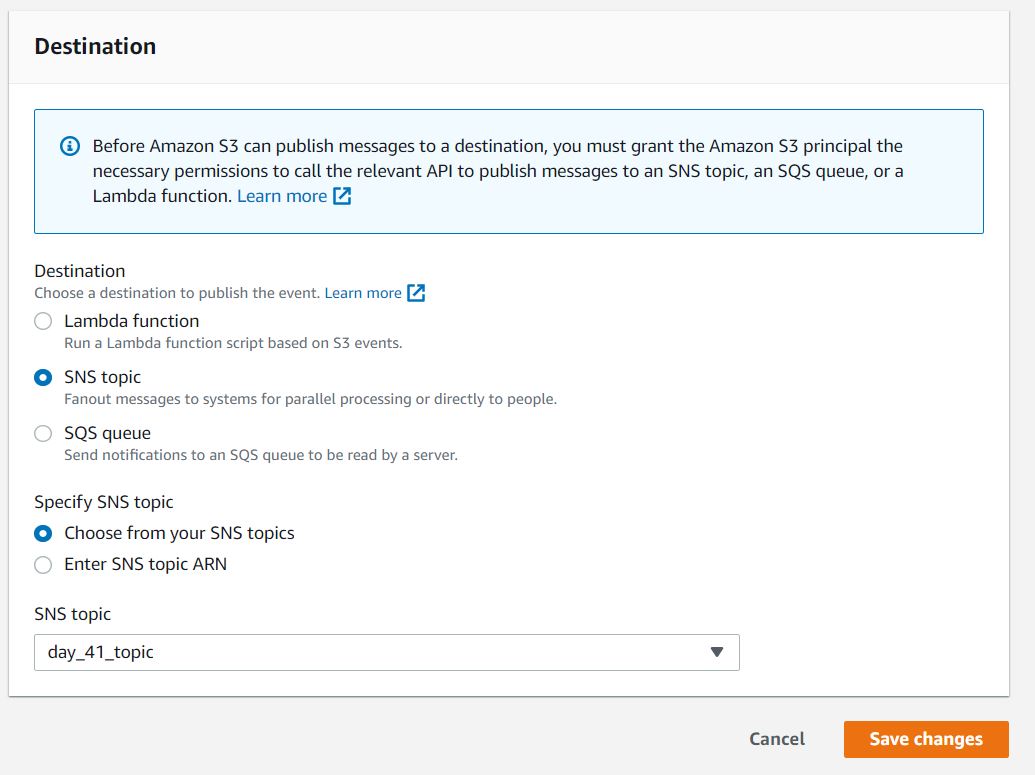 Destination
Before Amazon S3 can publish messages to a destination, you must grant the Amazon S3 principal the
necessary permissions to call the relevant API to publish messages to an SNS topic, an SQS queue, or a
Lambda function. Learn more
Destination
Choose a destination to publish the event. Learn more
Lambda function
Run a Lambda function script based on S3 events.
SNS topic
Fanout messages to systems for parallel processing or directly to people.
SQS queue
Send notifications to an SQS queue to be read by a server.
Specify SNS topic
Choose from your SNS topics
Enter SNS topic ARN
SNS topic
day_41_topic
Cancel Save changes